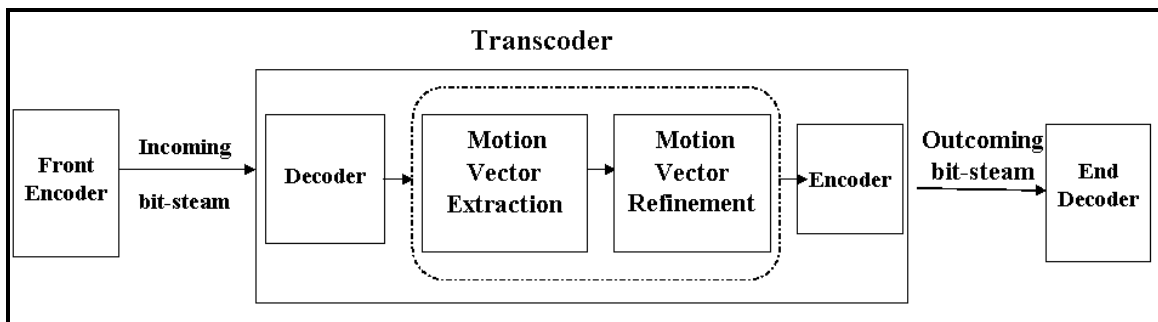 Transcoder
Front
Encoder
Incoming
bit-steam
Decoder
Motion
Vector
Extraction
Motion
Vector
Refinement
Encoder
Outcoming
bit-steam
End
Decoder